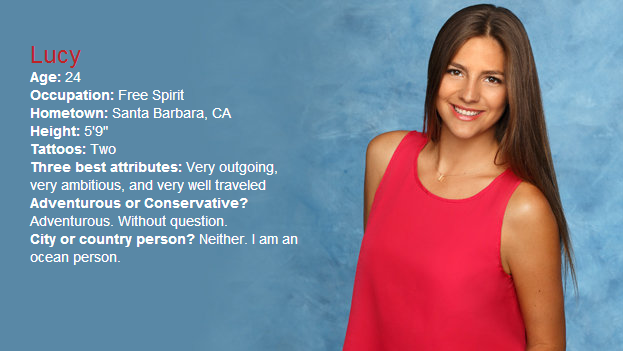 Lucy
Age: 24
Occupation: Free Spirit
Hometown: Santa Barbara, CA
Height: 5'9"
Tattoos: Two
Three best attributes: Very outgoing,
very ambitious, and very well traveled
Adventurous or Conservative?
Adventurous. Without question.
City or country person? Neither. I am an
ocean person.